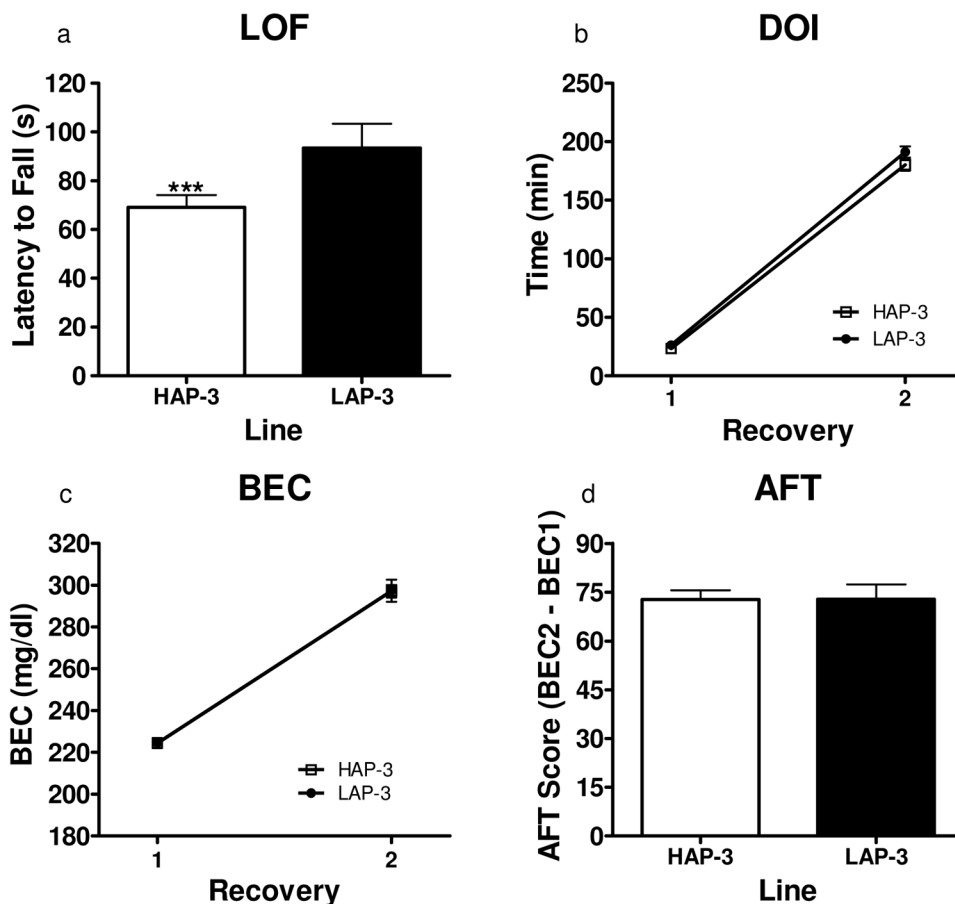 a
LOF
Latency to Fall (s)
120
100
80
60
40
20
0
***
HAP-3
LAP-3
Line
b
DOI
Time (min)
250
200
150
100
50
0
HAP-3
LAP-3
1
2
Recovery
c
BEC
BEC (mg/dl)
320
300
280
260
240
220
200
180
HAP-3
LAP-3
1
2
Recovery
d
AFT
AFT Score (BEC2 - BEC1)
90
75
60
45
30
15
0
HAP-3
LAP-3
Line